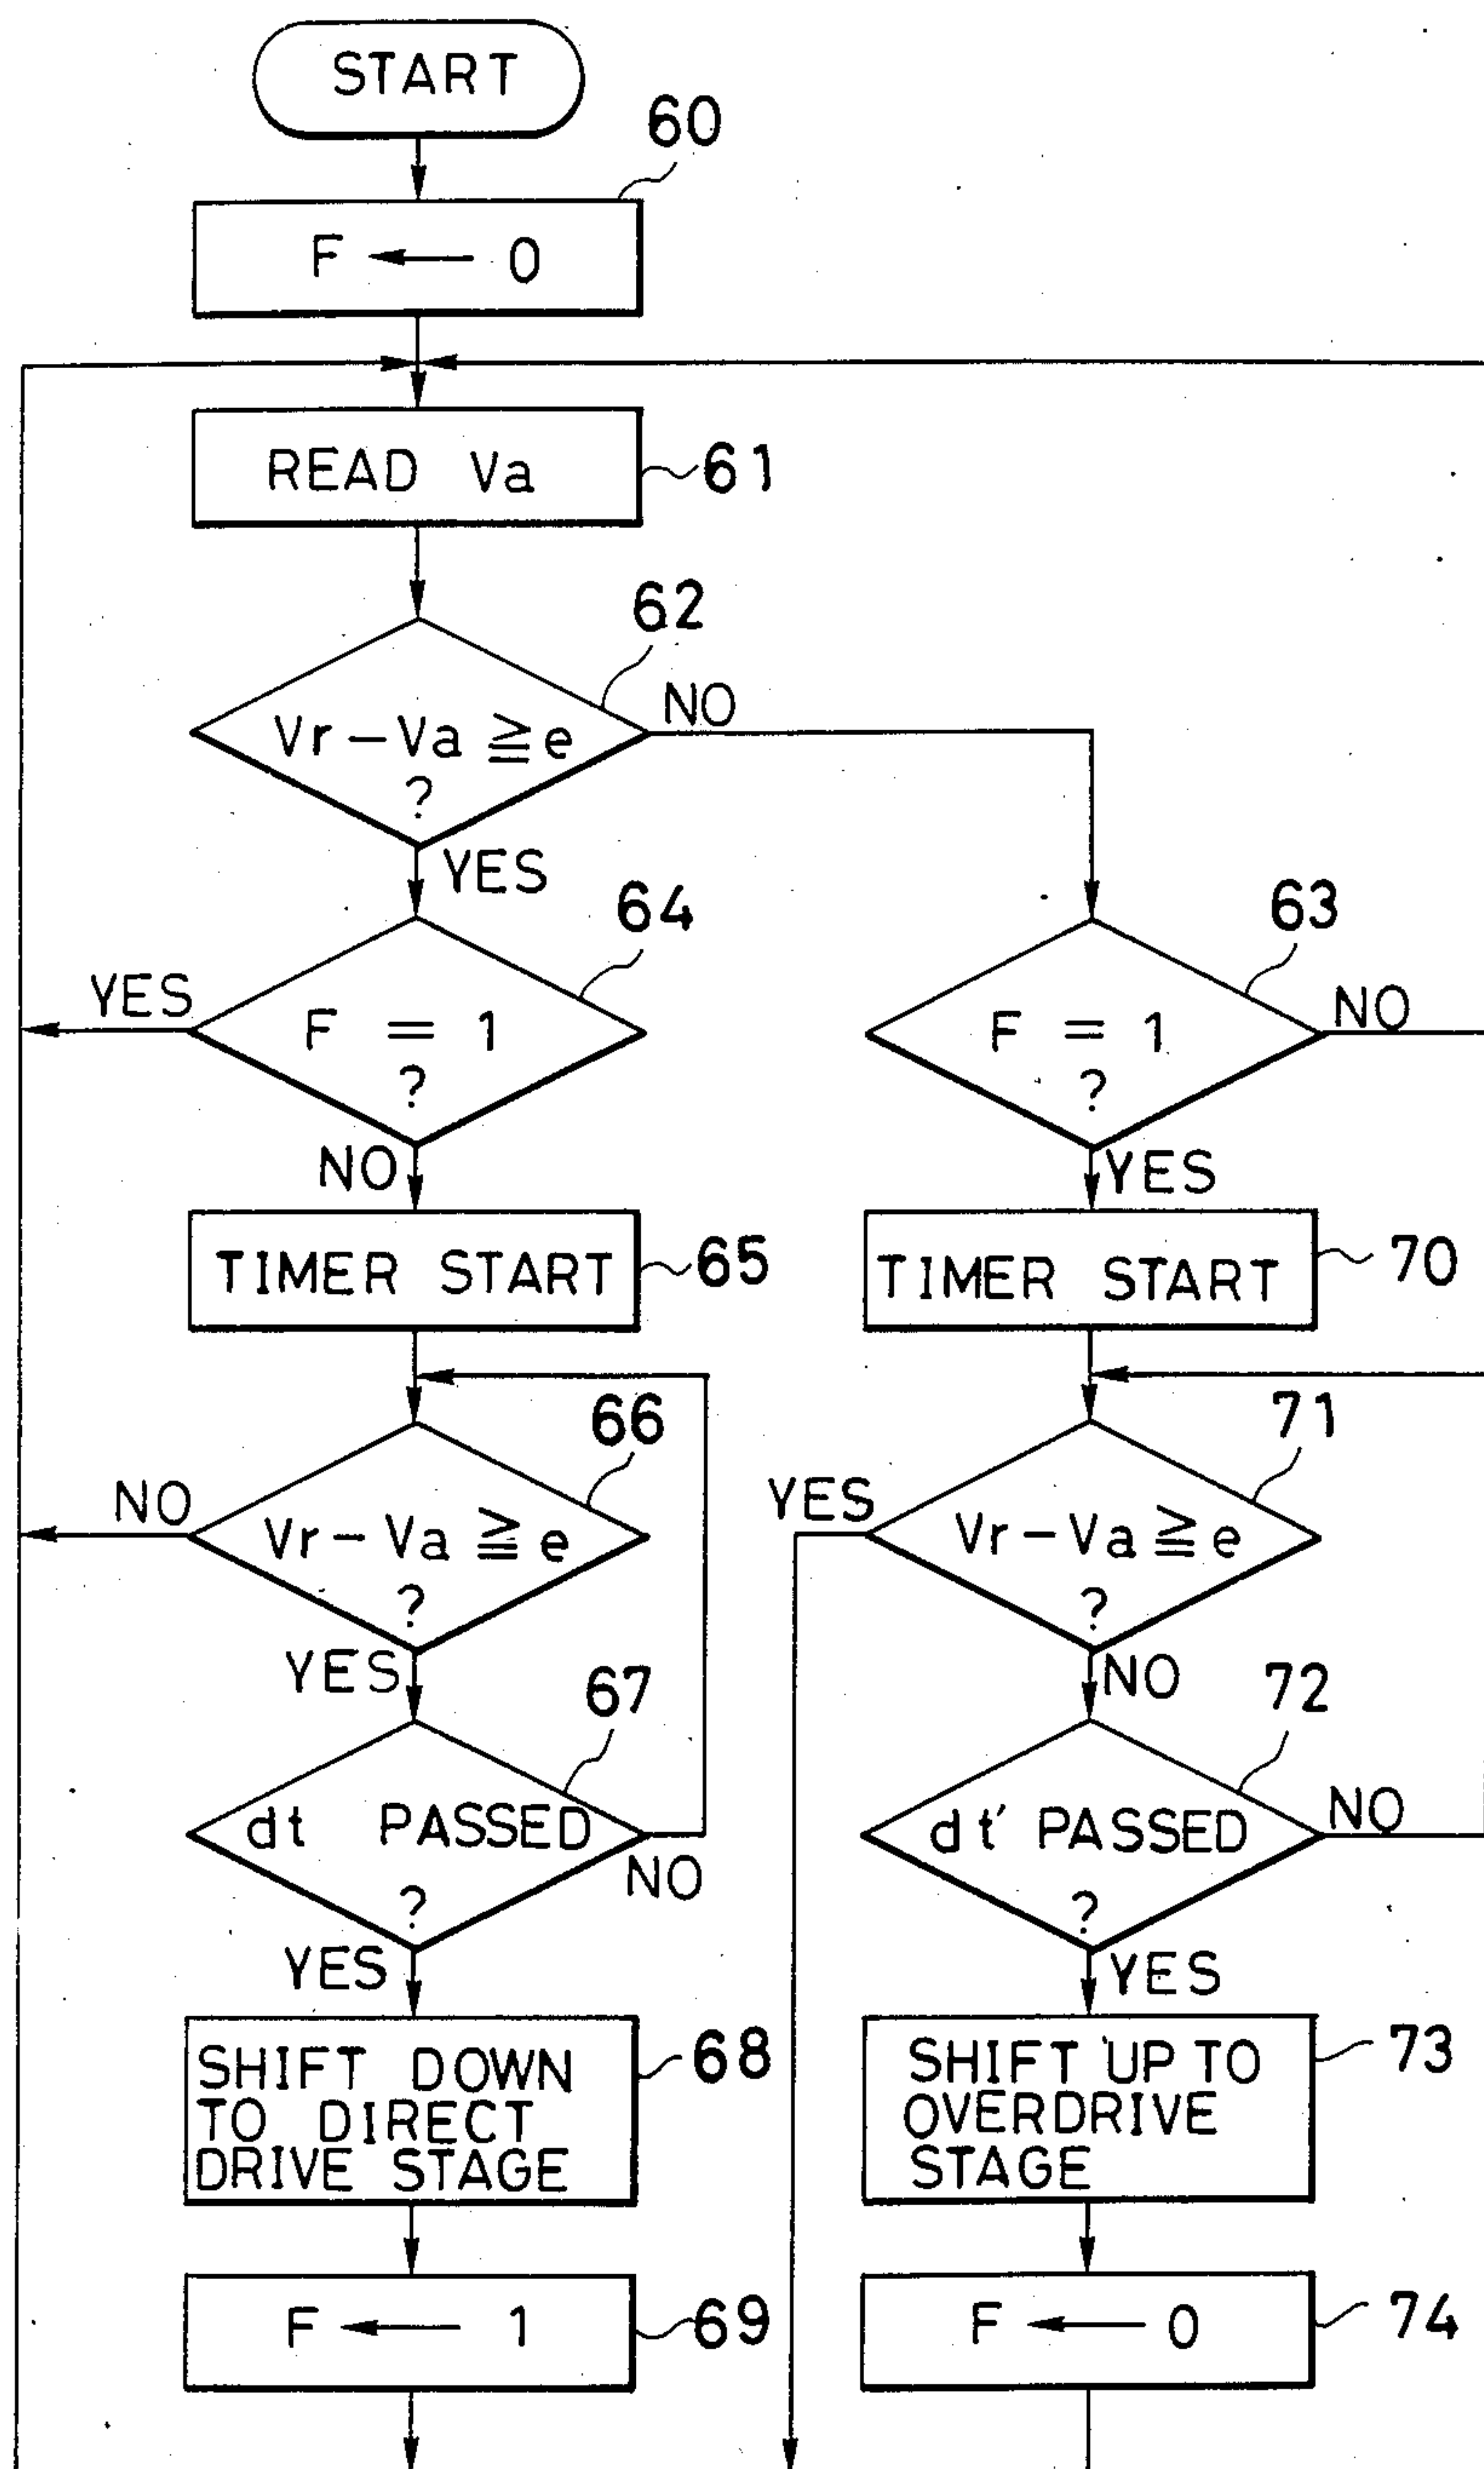 START
60
F ← 0
READ Va
61
62
Vr - Va ≧ e
?
NO
YES
64
F = 1
?
YES
NO
63
F = 1
?
NO
YES
TIMER START
65
TIMER START
70
66
Vr - Va ≧ e
?
NO
YES
71
Vr - Va ≧ e
?
YES
NO
67
dt PASSED
?
NO
YES
72
dt' PASSED
?
NO
YES
SHIFT DOWN
TO DIRECT
DRIVE STAGE
68
SHIFT UP TO
OVERDRIVE
STAGE
73
F ← 1
69
F ← 0
74